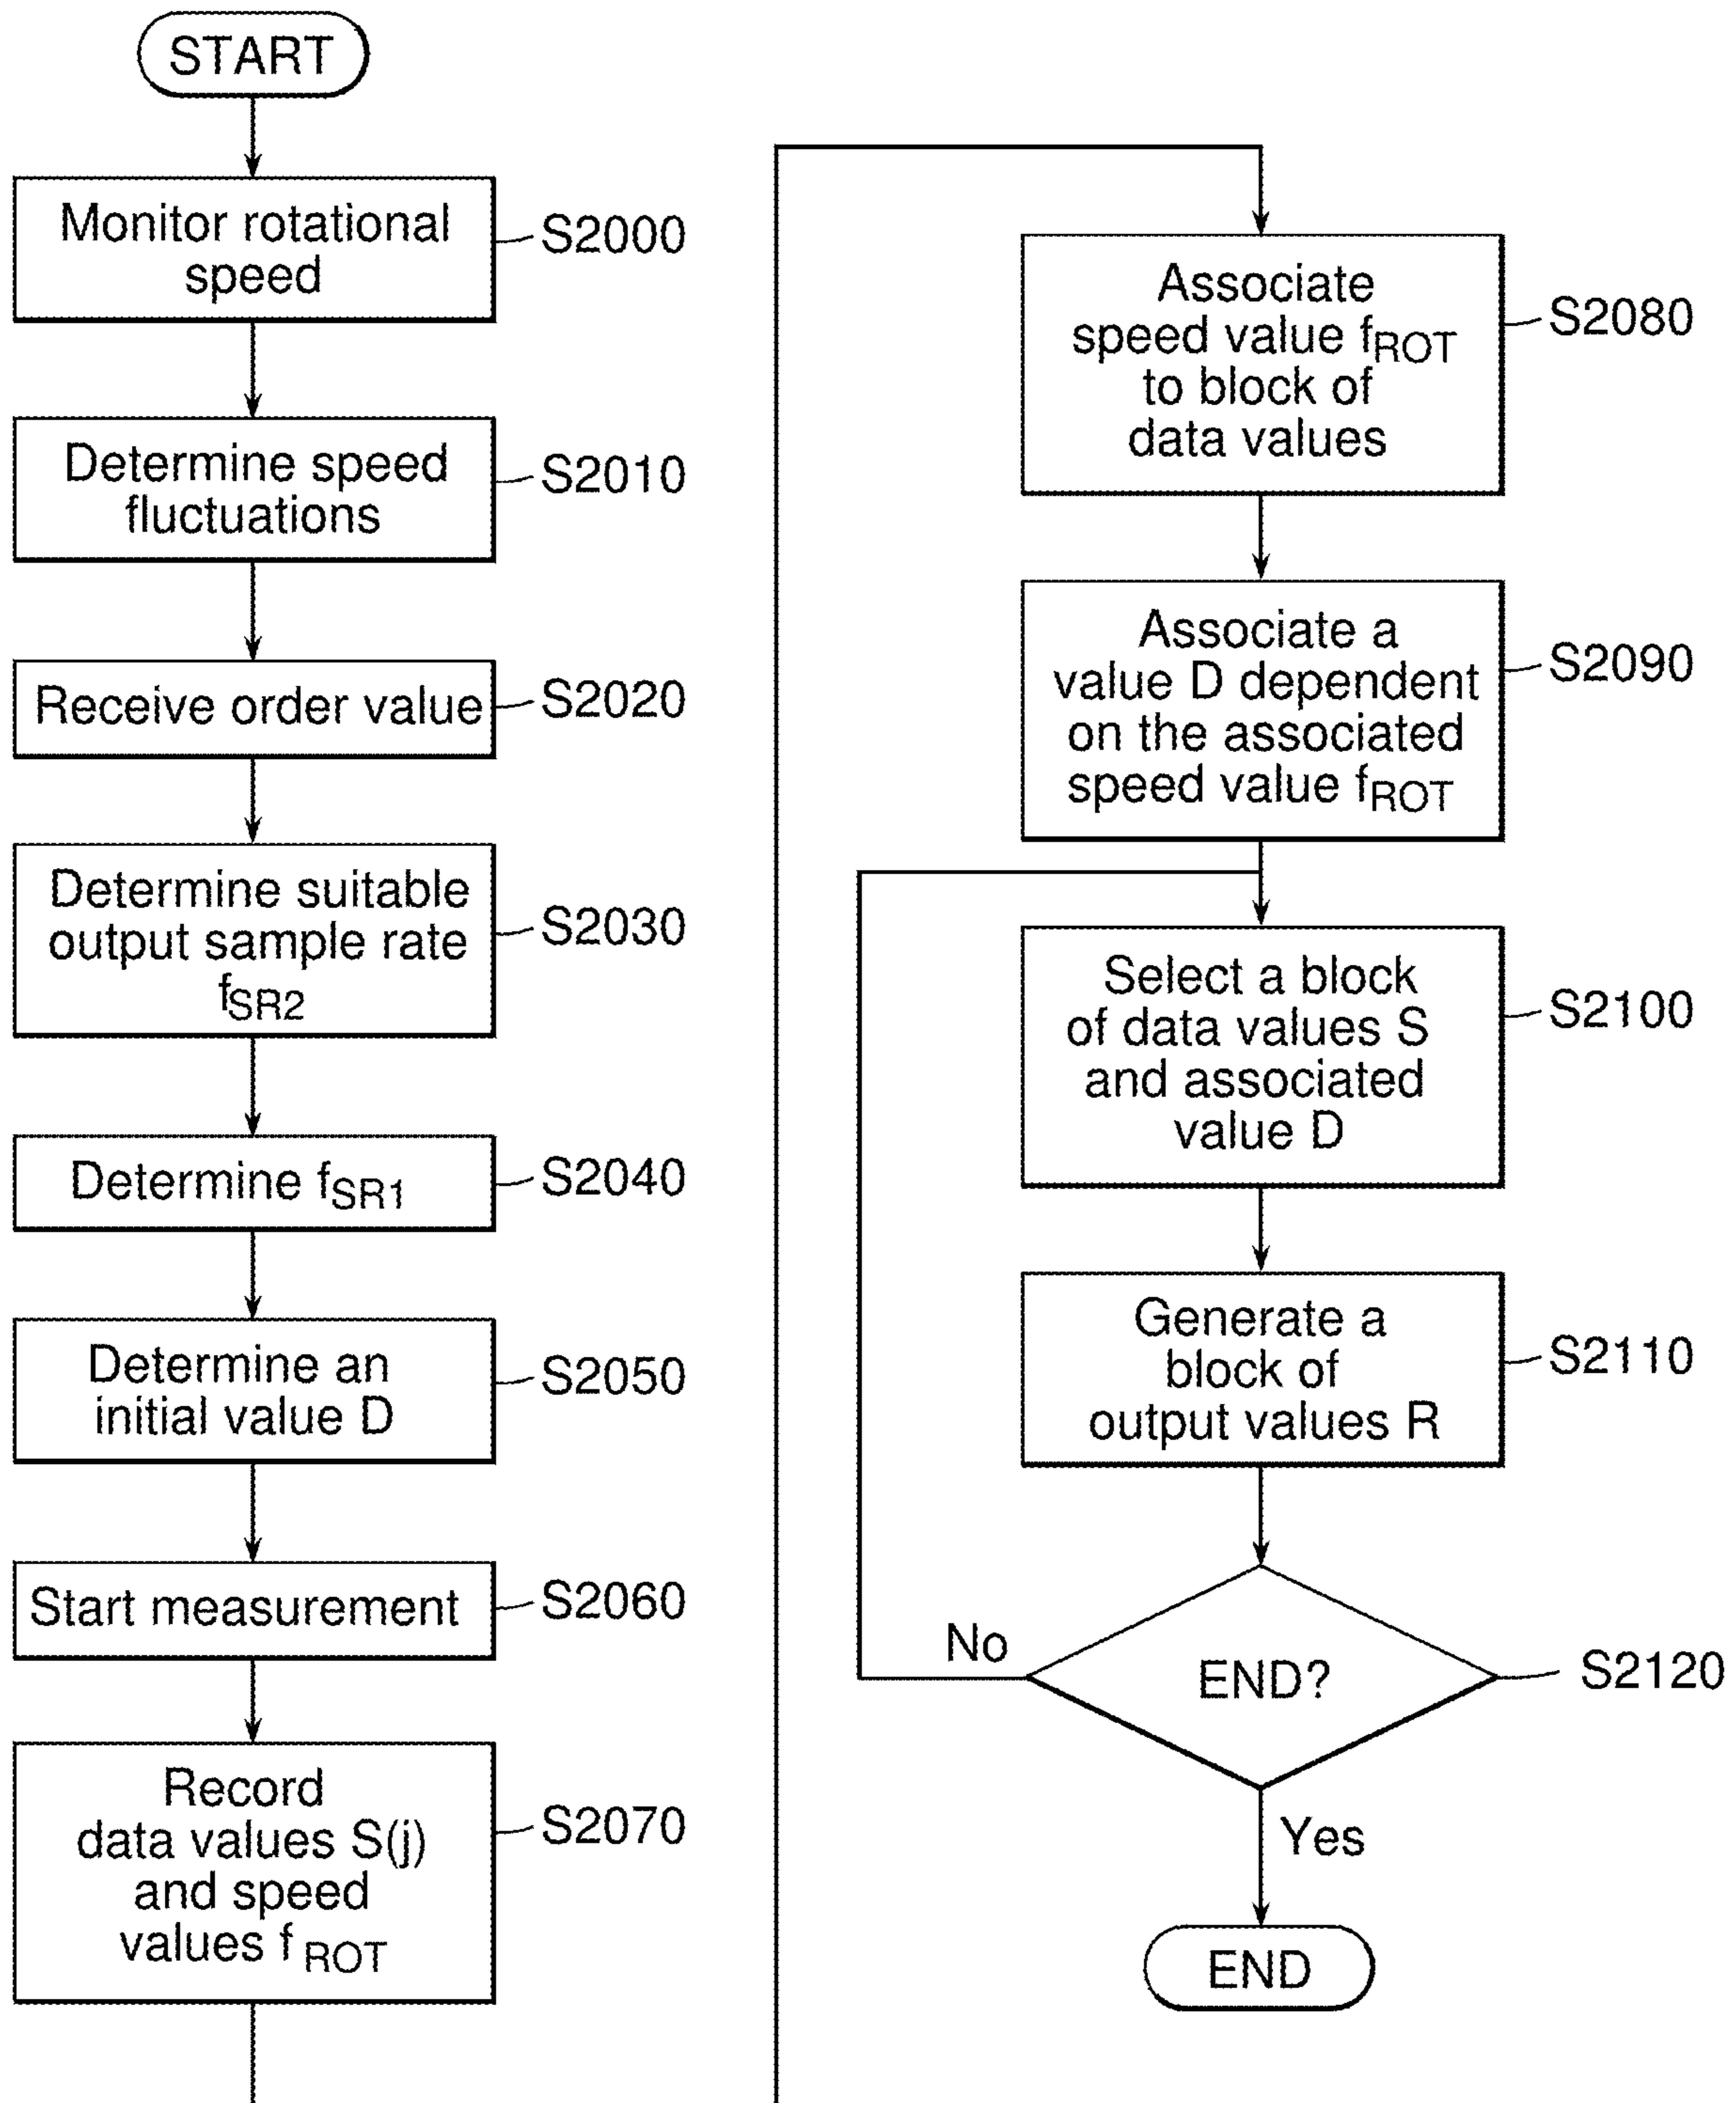 START
Monitor rotational
speed
S2000
Determine speed
fluctuations
S2010
Receive order value
S2020
Determine suitable
output sample rate
fSR2
S2030
Determine fSR1
S2040
Determine an
initial value D
S2050
Start measurement
S2060
Record
data values S(j)
and speed
values f ROT
S2070
Associate
speed value fROT
to block of
data values
S2080
Associate a
value D dependent
on the associated
speed value fROT
S2090
Select a block
of data values S
and associated
value D
S2100
Generate a
block of
output values R
S2110
No
END?
S2120
Yes
END